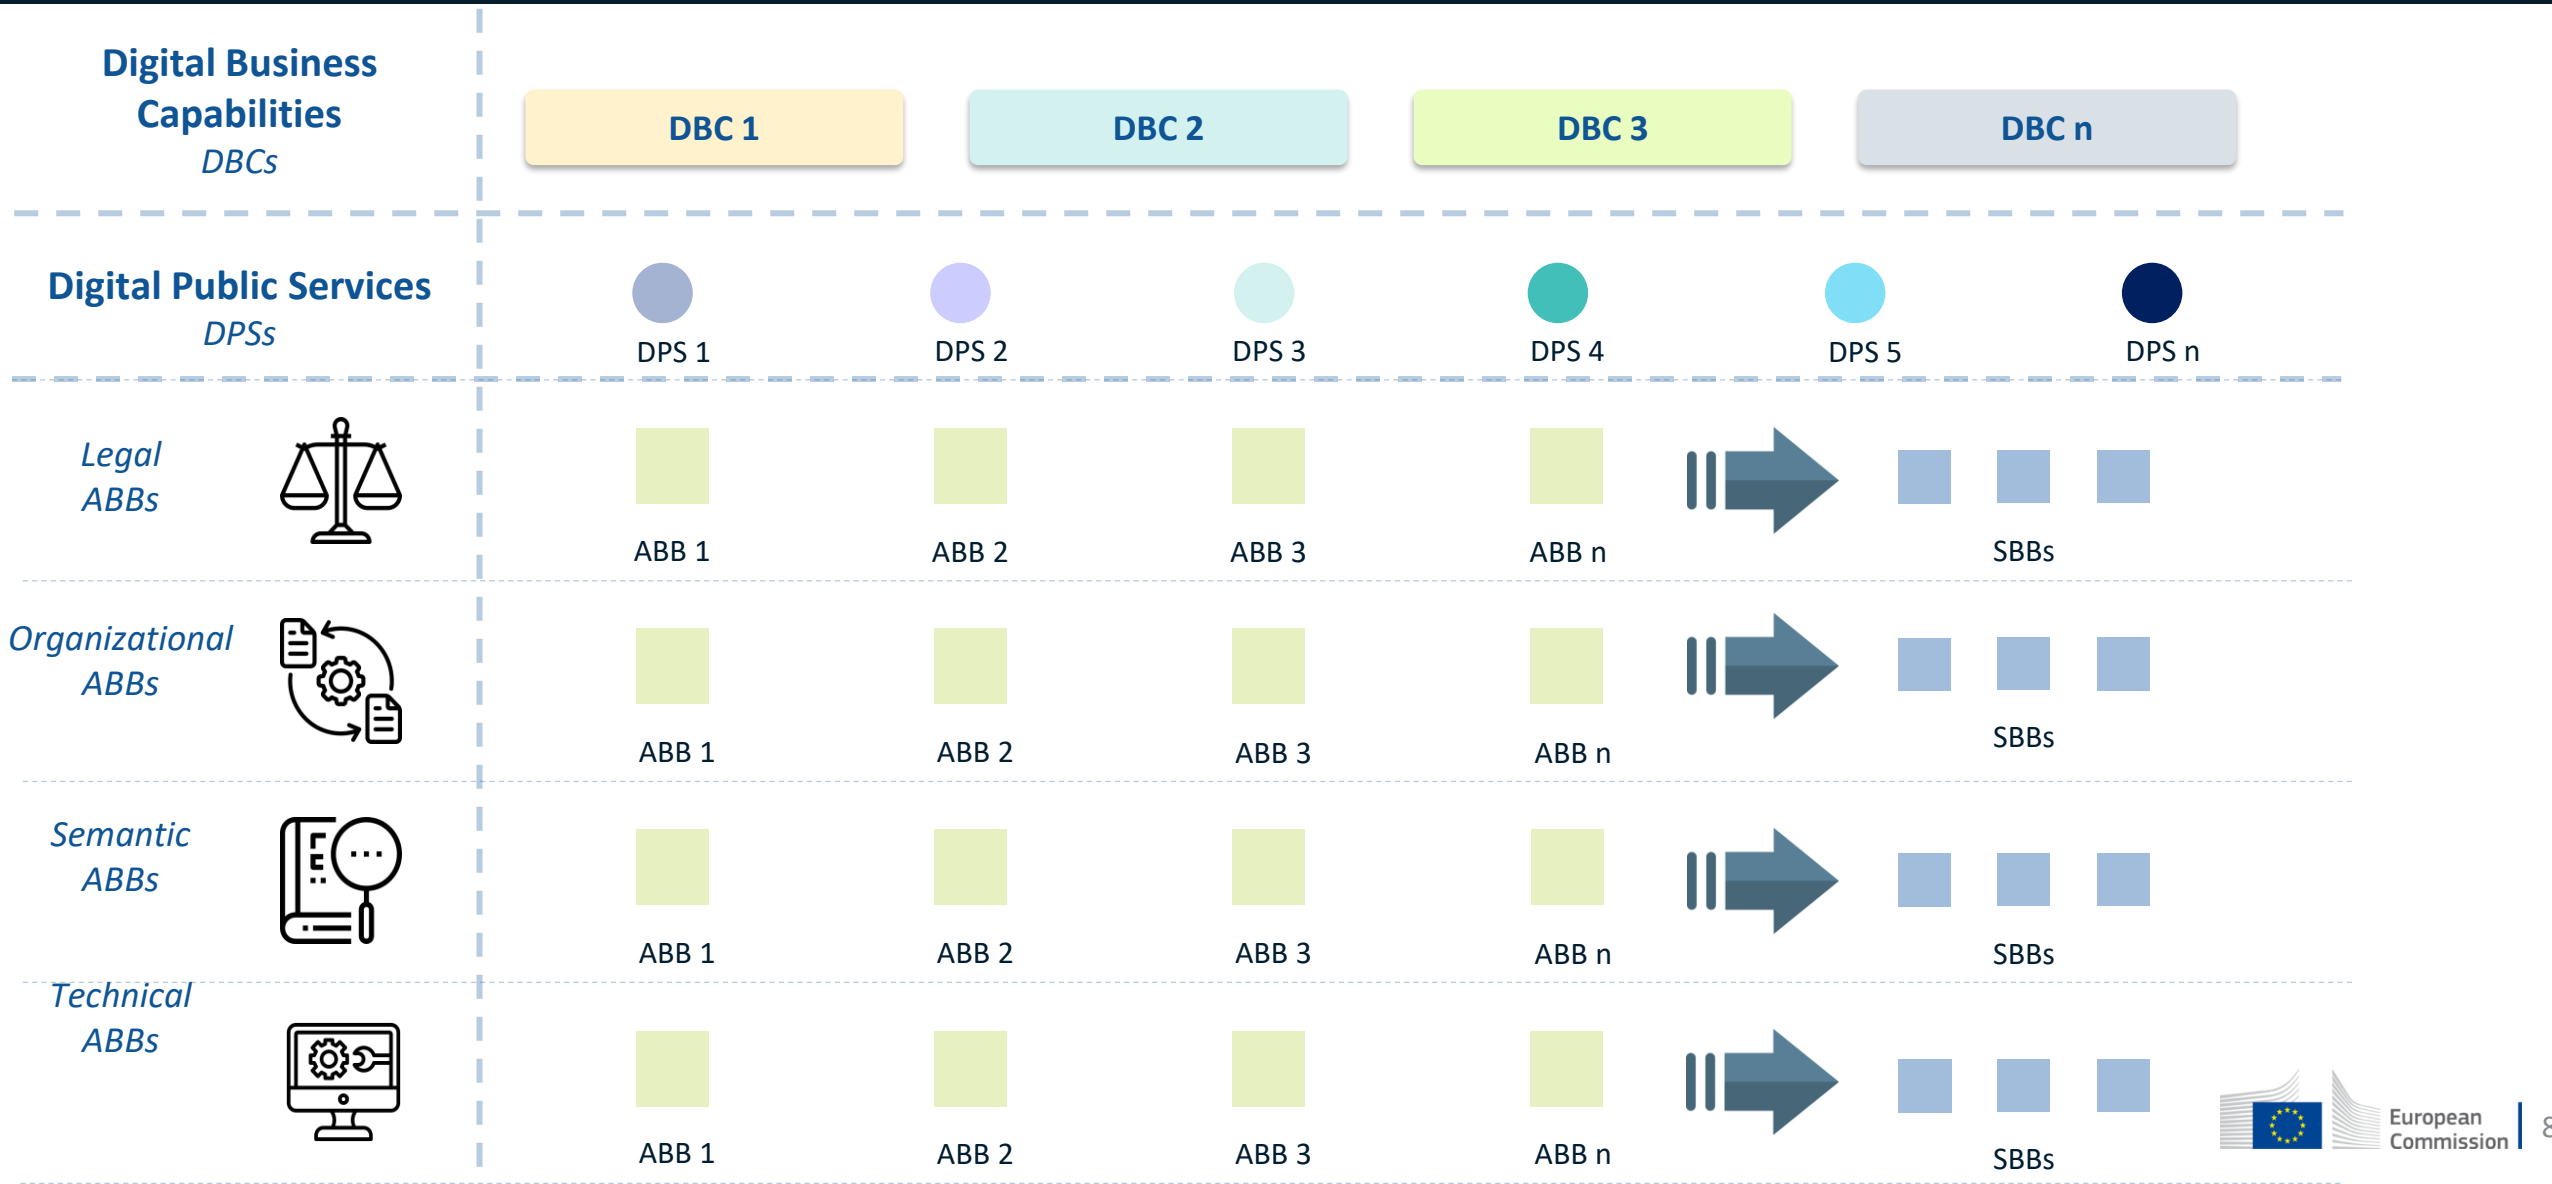 Digital Business
Capabilities
DBCs
DBC 1
DBC 2
DBC 3
DBC n
Digital Public Services
DPSs
DPS 1
DPS 2
DPS 3
DPS 4
DPS 5
DPS n
Legal
ABBs
ABB 1
ABB 2
ABB 3
ABB n
SBBs
Organizational
ABBs
ABB 1
ABB 2
ABB 3
ABB n
SBBs
Semantic
ABBs
ABB 1
ABB 2
ABB 3
ABB n
SBBs
Technical
ABBs
ABB 1
ABB 2
ABB 3
ABB n
SBBs
European
Commission
8